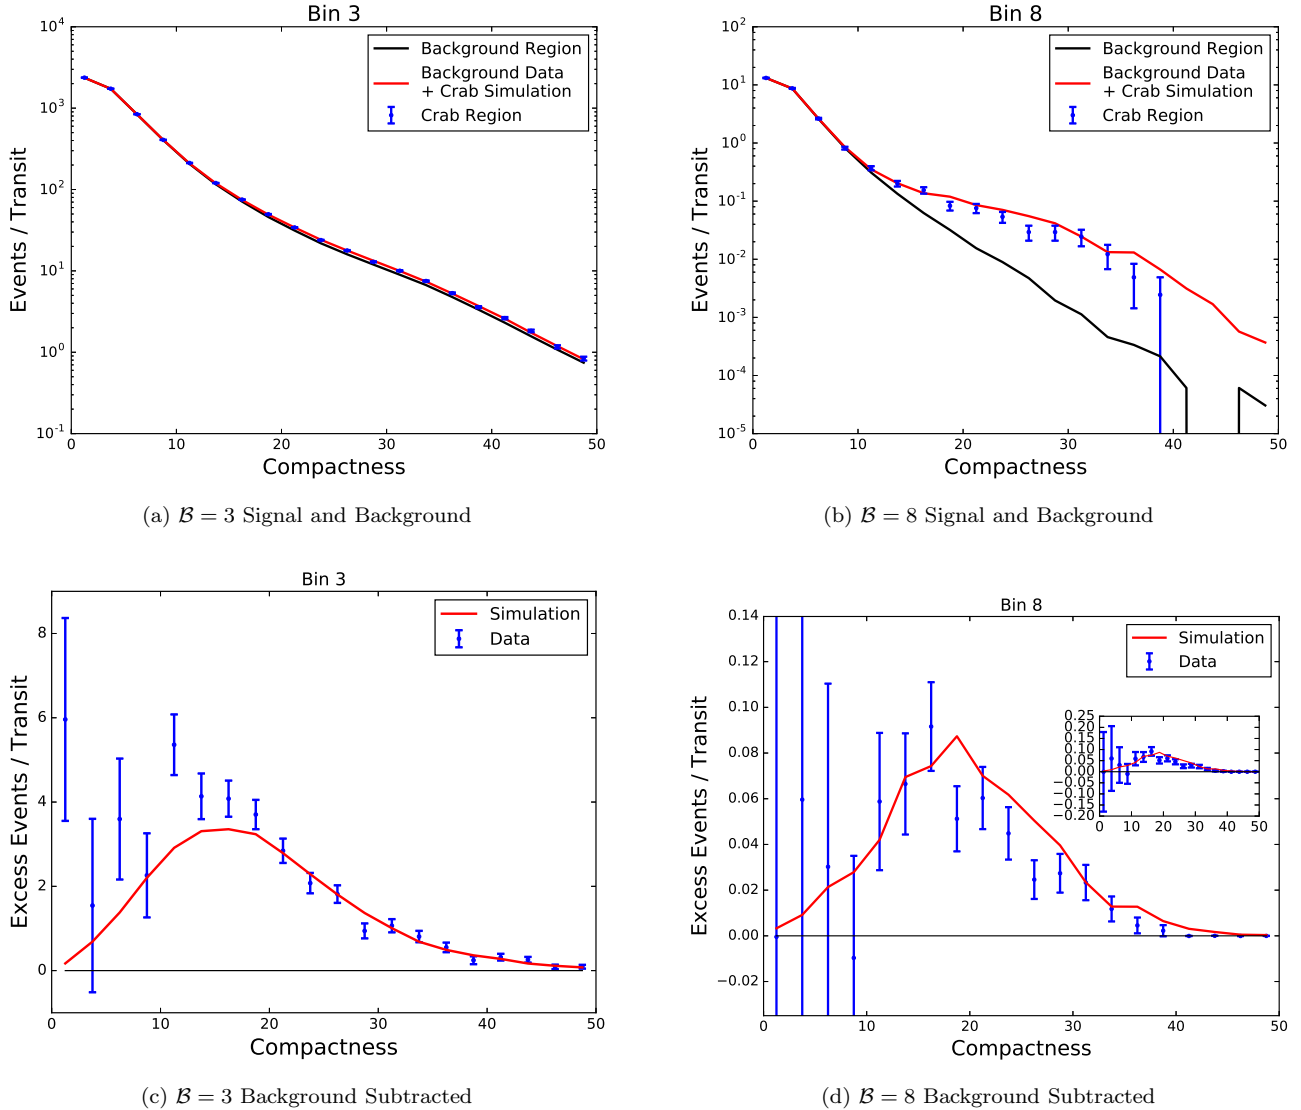 Bin 3
10^4
10^3
10^2
10^1
10^0
10^-1
Events / Transit
Background Region
Background Data
+ Crab Simulation
Crab Region
0 10 20 30 40 50
Compactness
(a) B = 3 Signal and Background
Bin 8
10^2
10^1
10^0
10^-1
10^-2
10^-3
10^-4
10^-5
Events / Transit
Background Region
Background Data
+ Crab Simulation
Crab Region
0 10 20 30 40 50
Compactness
(b) B = 8 Signal and Background
Bin 3
8
6
4
2
0
Excess Events / Transit
Simulation
Data
0 10 20 30 40 50
Compactness
(c) B = 3 Background Subtracted
Bin 8
0.14
0.12
0.10
0.08
0.06
0.04
0.02
0.00
−0.02
Excess Events / Transit
Simulation
Data
0.25
0.20
0.15
0.10
0.05
0.00
−0.05
−0.10
−0.15
−0.20
0 10 20 30 40 50
0 10 20 30 40 50
Compactness
(d) B = 8 Background Subtracted